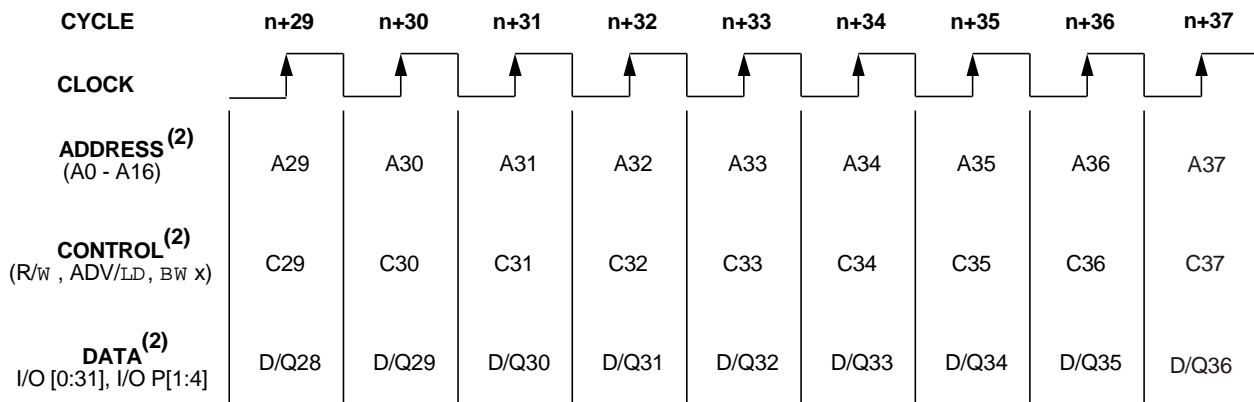 CYCLE n+29 n+30 n+31 n+32 n+33 n+34 n+35 n+36 n+37
CLOCK
ADDRESS(2)
(A0 - A16) A29 A30 A31 A32 A33 A34 A35 A36 A37
CONTROL(2)
(R/W , ADV/LD, BW x) C29 C30 C31 C32 C33 C34 C35 C36 C37
DATA(2)
I/O [0:31], I/O P[1:4] D/Q28 D/Q29 D/Q30 D/Q31 D/Q32 D/Q33 D/Q34 D/Q35 D/Q36